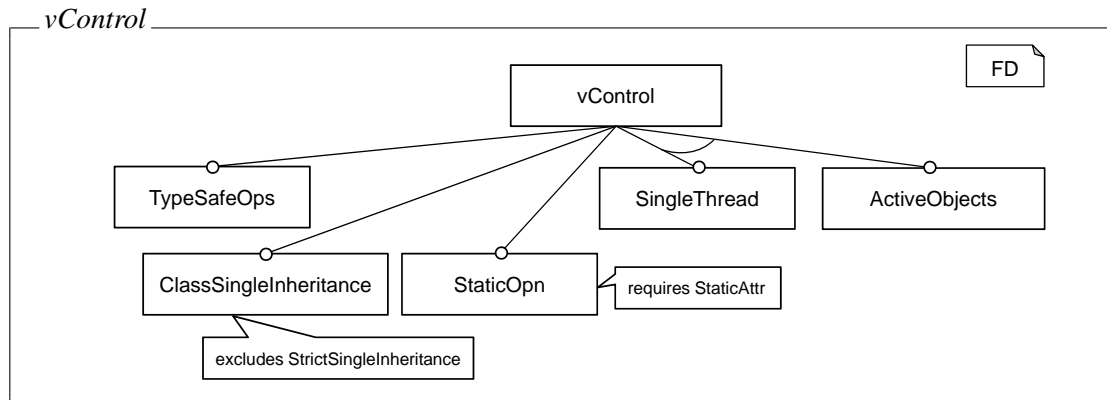 vControl
FD
vControl
TypeSafeOps
SingleThread
ActiveObjects
ClassSingleInheritance
StaticOpn
requires StaticAttr
excludes StrictSingleInheritance